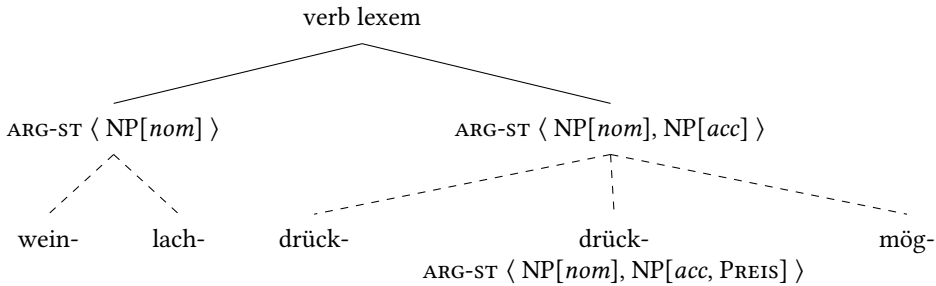 verb lexem
ARG-ST ⟨ NP[nom] ⟩ ARG-ST ⟨ NP[nom], NP[acc] ⟩
wein- lach- drück- drück- mög-
ARG-ST ⟨ NP[nom], NP[acc, PREIS] ⟩